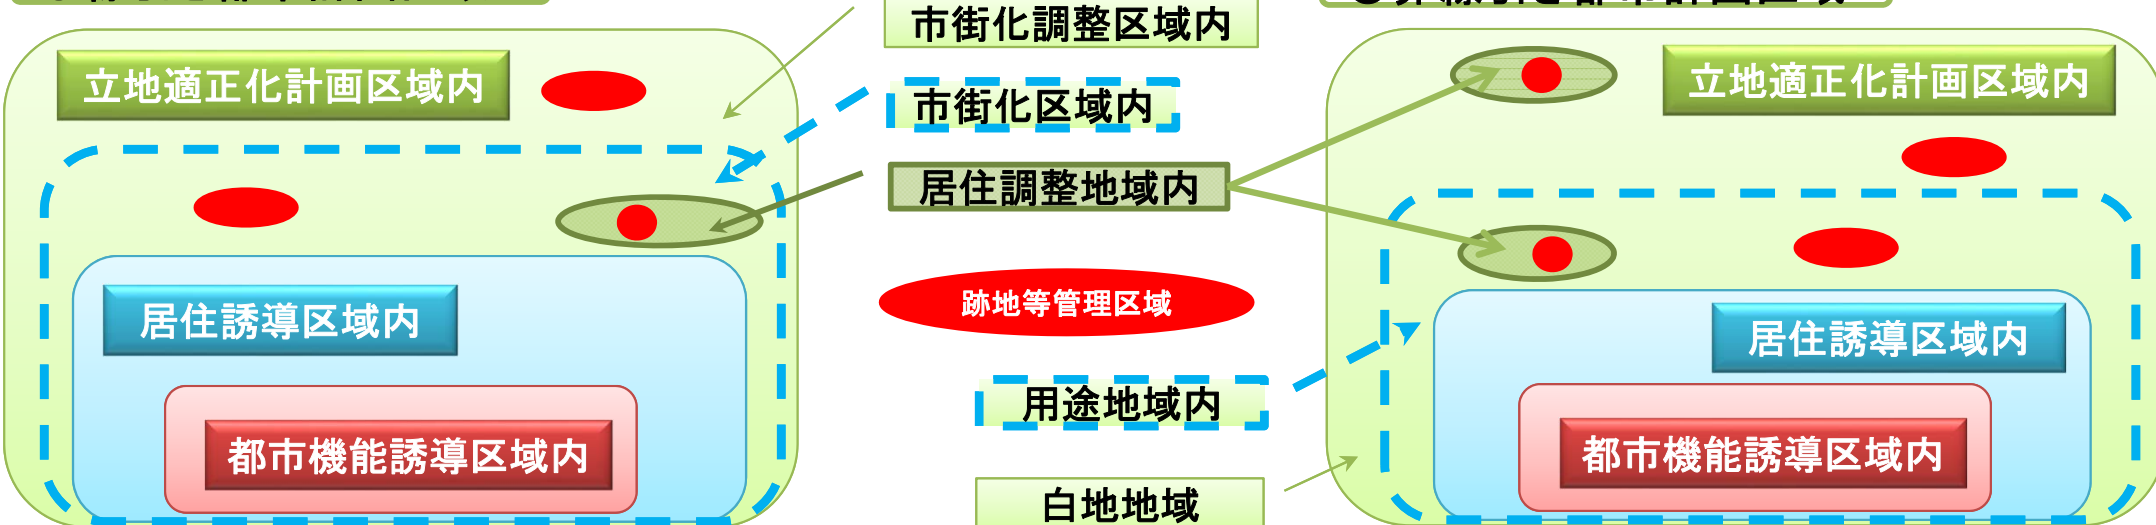 市街化調整区域内
立地適正化計画区域内
市街化区域内
居住調整地域内
居住誘導区域内
跡地等管理区域
都市機能誘導区域内
用途地域内
白地地域
立地適正化計画区域内
居住誘導区域内
都市機能誘導区域内